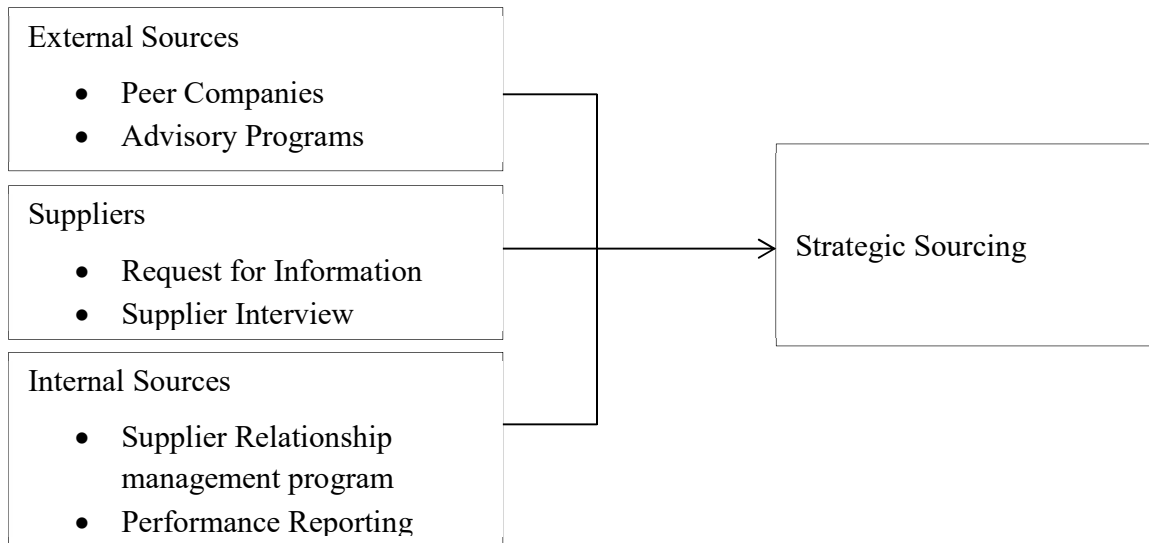 External Sources
• Peer Companies
• Advisory Programs
Suppliers
• Request for Information
• Supplier Interview
Internal Sources
• Supplier Relationship
management program
• Performance Reporting
Strategic Sourcing